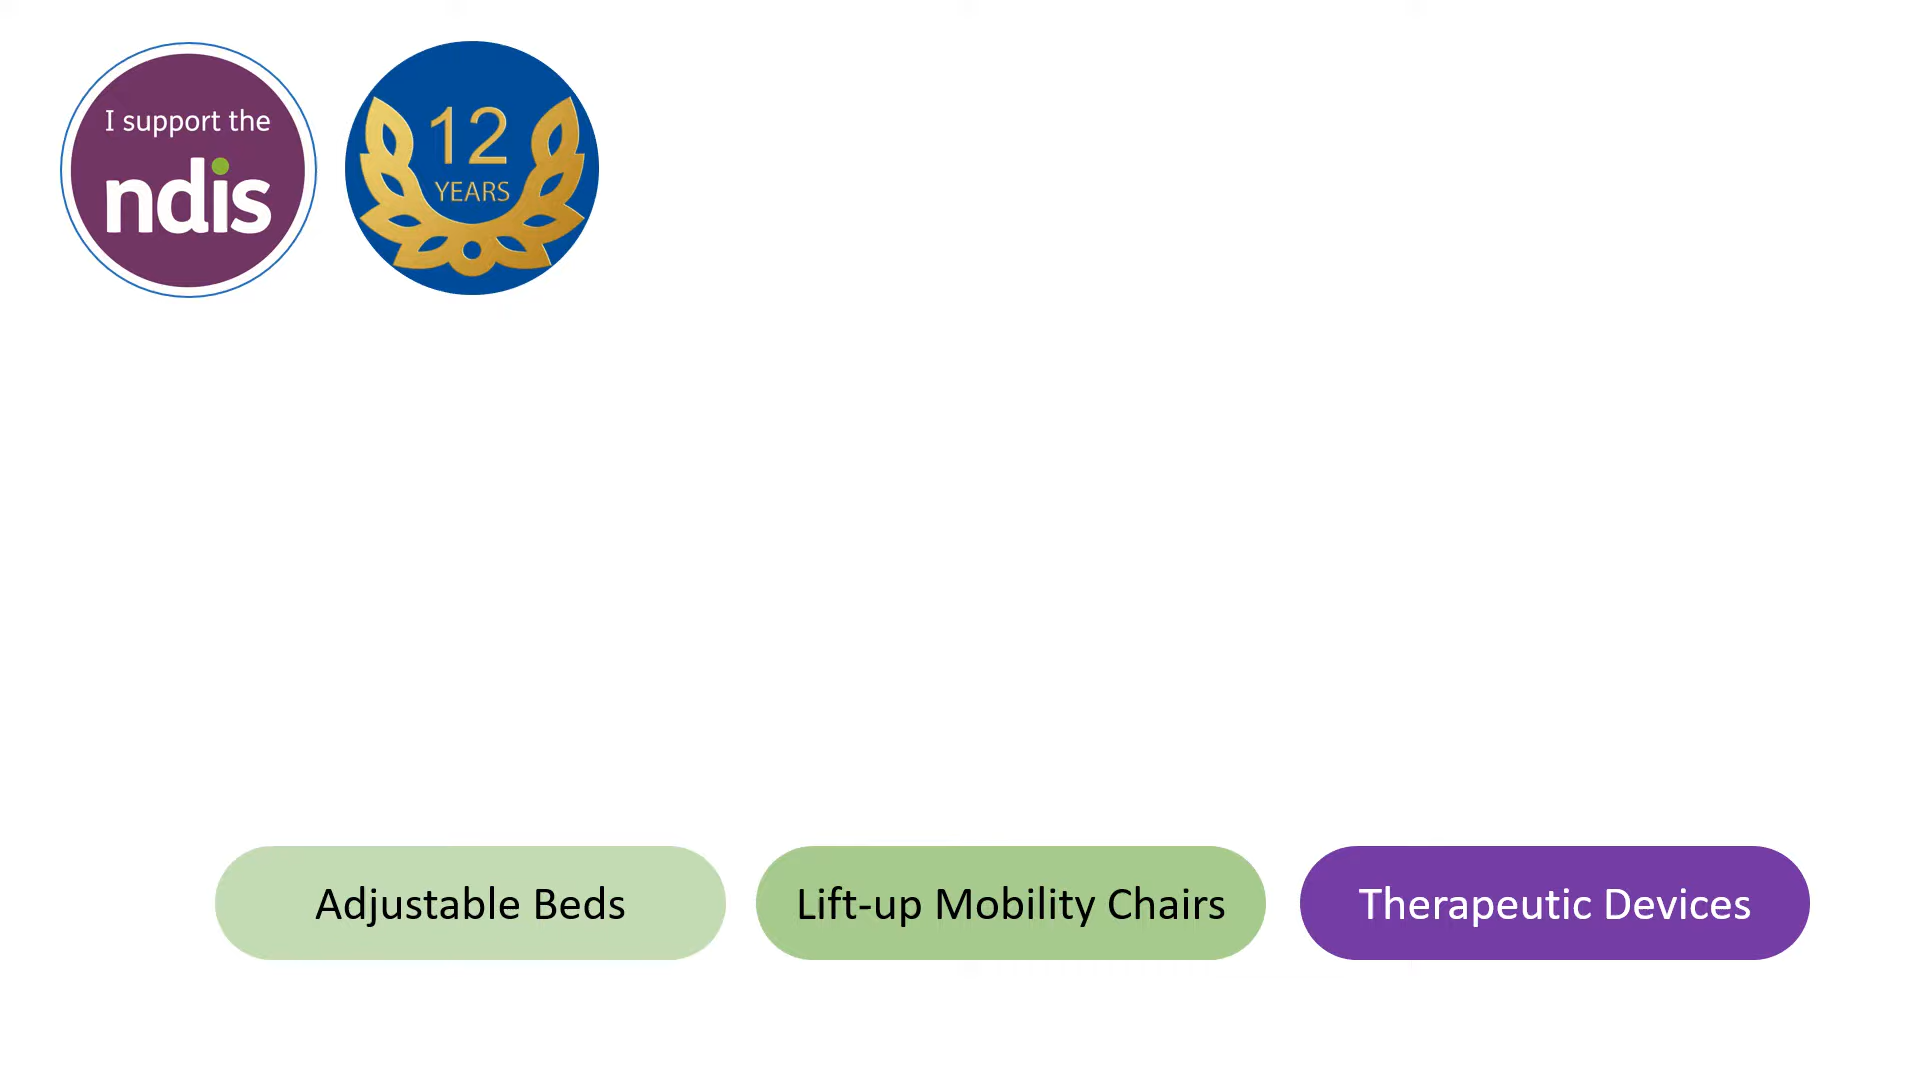 I support the
ndis
12
YEARS
Adjustable Beds
Lift-up Mobility Chairs
Therapeutic Devices